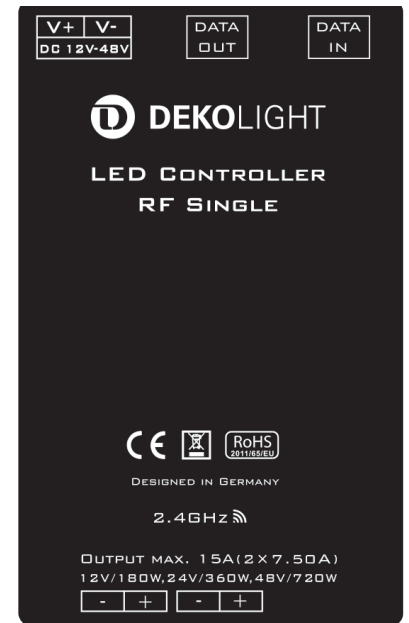 V+ V-
DC 12V-48V
DATA
OUT
DATA
IN
DEKOLIGHT
LED CONTROLLER
RF SINGLE
CE
RoHS
2011/65/EU
DESIGNED IN GERMANY
2.4GHz
OUTPUT MAX. 15A(2X7.50A)
12V/180W,24V/360W,48V/720W
- + - +